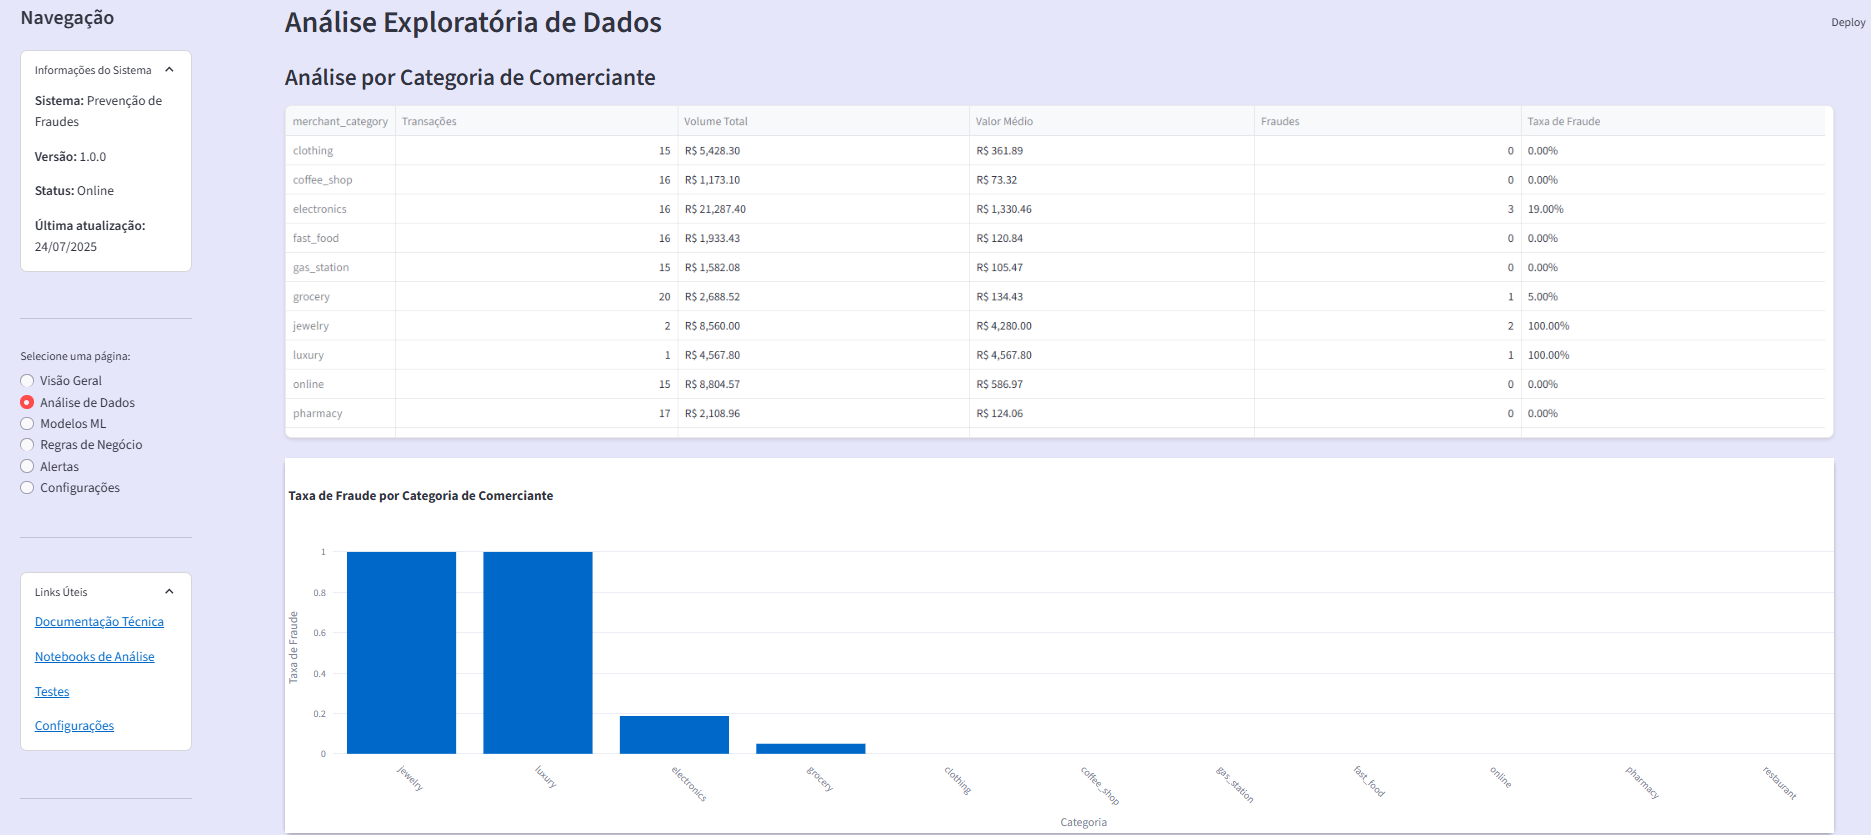 Navegação
Informações do Sistema
Sistema: Prevenção de
Fraudes
Versão: 1.0.0
Status: Online
Última atualização:
24/07/2025
Selecione uma página:
Visão Geral
Análise de Dados
Modelos ML
Regras de Negócio
Alertas
Configurações
Links Úteis
Documentação Técnica
Notebooks de Análise
Testes
Configurações
Deploy
Análise Exploratória de Dados
Análise por Categoria de Comerciante
merchant_category Transações Volume Total Valor Médio Fraudes Taxa de Fraude
clothing 15 R$ 5,428.30 R$ 361.89 0 0.00%
coffee_shop 16 R$ 1,173.10 R$ 73.32 0 0.00%
electronics 16 R$ 21,287.40 R$ 1,330.46 3 19.00%
fast_food 16 R$ 1,933.43 R$ 120.84 0 0.00%
gas_station 15 R$ 1,582.08 R$ 105.47 0 0.00%
grocery 20 R$ 2,688.52 R$ 134.43 1 5.00%
jewelry 2 R$ 8,560.00 R$ 4,280.00 2 100.00%
luxury 1 R$ 4,567.80 R$ 4,567.80 1 100.00%
online 15 R$ 8,804.57 R$ 586.97 0 0.00%
pharmacy 17 R$ 2,108.96 R$ 124.06 0 0.00%
Taxa de Fraude por Categoria de Comerciante
Taxa de Fraude
1
0.8
0.6
0.4
0.2
0
jewelry luxury electronics grocery clothing coffee_shop gas_station fast_food online pharmacy restaurant
Categoria